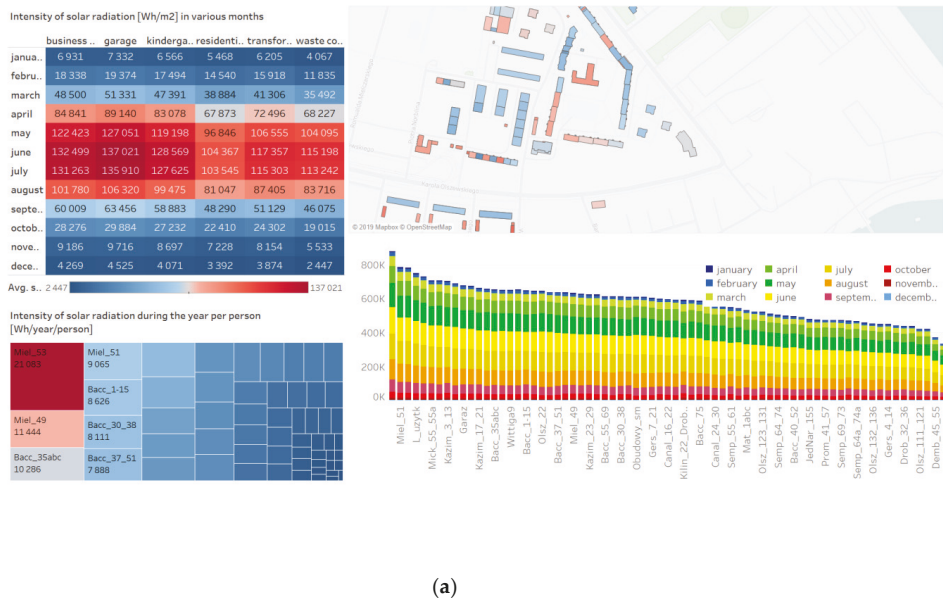 Intensity of solar radiation [Wh/m2] in various months
business .. garage kinderga.. residenti.. transfor.. waste co..
janua.. 6 931 7 332 6 566 5 468 6 205 4 067
febru.. 18 338 19 374 17 494 14 540 15 918 11 835
march 48 500 51 331 47 391 38 884 41 306 35 492
april 84 841 89 140 83 078 67 873 72 496 68 227
may 122 423 127 051 119 198 96 846 106 555 104 095
june 132 499 137 021 128 569 104 367 117 357 115 198
july 131 263 135 910 127 625 103 545 115 303 113 242
august 101 780 106 320 99 475 81 047 87 405 83 716
septe.. 60 009 63 456 58 883 48 290 51 129 46 075
octob.. 28 276 29 884 27 232 22 410 24 302 19 015
nove.. 9 186 9 716 8 697 7 228 8 154 5 533
dece.. 4 269 4 525 4 071 3 392 3 874 2 447
Avg. s.. 2 447 137 021
© 2019 Mapbox © OpenStreetMap
Intensity of solar radiation during the year per person
[Wh/year/person]
Miel_53
21 083
Miel_49
11 444
Bacc_35abc
10 286
Miel_51
9 065
Bacc_1-15
8 626
Bacc_30_38
8 111
Bacc_37_51
7 888
800K
600K
400K
200K
0K
january april july october
february may august novemb..
march june septem.. decemb..
Miel_51
L_uzytk
Mick_55_55a
Kazim_3_13
Garaz
Kazim_17_21
Bacc_35abc
Wittiga9
Bacc_1-15
Olsz_22
Bacc_37_51
Miel_49
Kazim_23_29
Bacc_55_69
Bacc_30_38
Obudowy_sm
Gers_7_21
Canal_16_22
Kilin_22_Drob..
Bacc_75
Canal_24_30
Semp_55_61
Mat_1abc
Olsz_123_131
Semp_64_74
Bacc_40_52
JedNar_155
Prom_41_57
Semp_69_73
Semp_64a_74a
Olsz_132_136
Gers_4_14
Drob_32_36
Olsz_111_121
Demb_45_55
(a)